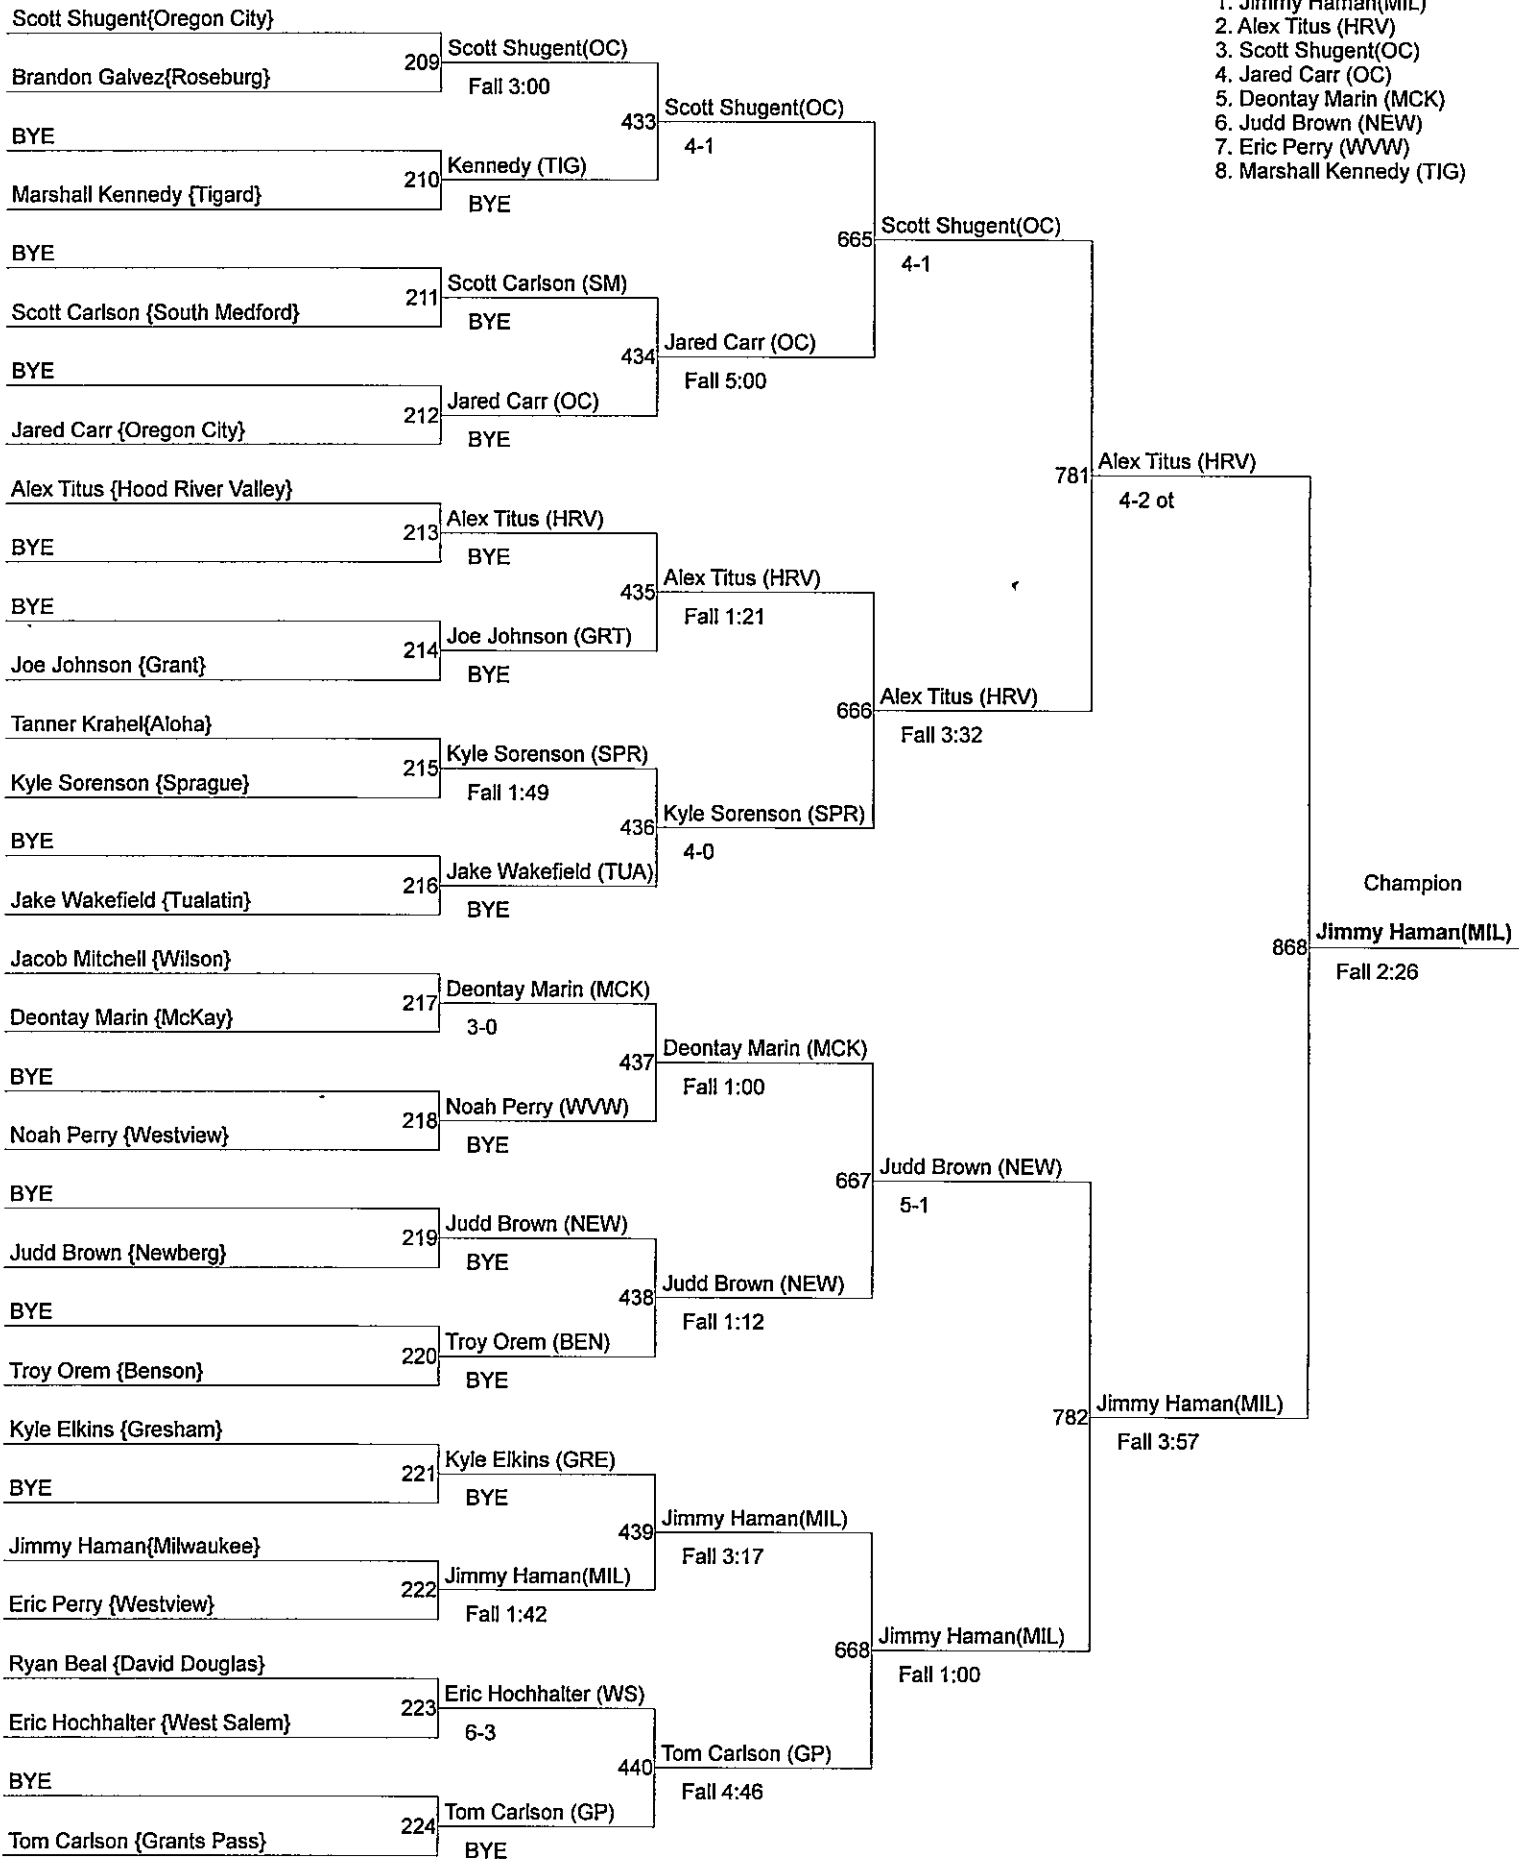 Scott Shugent{Oregon City}
Brandon Galvez{Roseburg}
BYE
Marshall Kennedy {Tigard}
BYE
Scott Carlson {South Medford}
BYE
Jared Carr {Oregon City}
Alex Titus {Hood River Valley}
BYE
BYE
Joe Johnson {Grant}
Tanner Krahel{Aloha}
Kyle Sorenson {Sprague}
BYE
Jake Wakefield {Tualatin}
Jacob Mitchell {Wilson}
Deontay Marin {McKay}
BYE
Noah Perry {Westview}
BYE
Judd Brown {Newberg}
BYE
Troy Orem {Benson}
Kyle Elkins {Gresham}
BYE
Jimmy Haman{Milwaukee}
Eric Perry {Westview}
Ryan Beal {David Douglas}
Eric Hochhalter {West Salem}
BYE
Tom Carlson {Grants Pass}
209 Scott Shugent(OC)
Fall 3:00
210 Kennedy (TIG)
BYE
211 Scott Carlson (SM)
BYE
212 Jared Carr (OC)
BYE
213 Alex Titus (HRV)
BYE
214 Joe Johnson (GRT)
BYE
215 Kyle Sorenson (SPR)
Fall 1:49
216 Jake Wakefield (TUA)
BYE
217 Deontay Marin (MCK)
3-0
218 Noah Perry (WVW)
BYE
219 Judd Brown (NEW)
BYE
220 Troy Orem (BEN)
BYE
221 Kyle Elkins (GRE)
BYE
222 Jimmy Haman(MIL)
Fall 1:42
223 Eric Hochhalter (WS)
6-3
224 Tom Carlson (GP)
BYE
433 Scott Shugent(OC)
4-1
434 Jared Carr (OC)
Fall 5:00
435 Alex Titus (HRV)
Fall 1:21
436 Kyle Sorenson (SPR)
4-0
437 Deontay Marin (MCK)
Fall 1:00
438 Judd Brown (NEW)
Fall 1:12
439 Jimmy Haman(MIL)
Fall 3:17
440 Tom Carlson (GP)
Fall 4:46
665 Scott Shugent(OC)
4-1
666 Alex Titus (HRV)
Fall 3:32
667 Judd Brown (NEW)
5-1
668 Jimmy Haman(MIL)
Fall 1:00
781 Alex Titus (HRV)
4-2 ot
782 Jimmy Haman(MIL)
Fall 3:57
Champion
868 Jimmy Haman(MIL)
Fall 2:26
1. Jimmy Haman(MIL)
2. Alex Titus (HRV)
3. Scott Shugent(OC)
4. Jared Carr (OC)
5. Deontay Marin (MCK)
6. Judd Brown (NEW)
7. Eric Perry (WVW)
8. Marshall Kennedy (TIG)